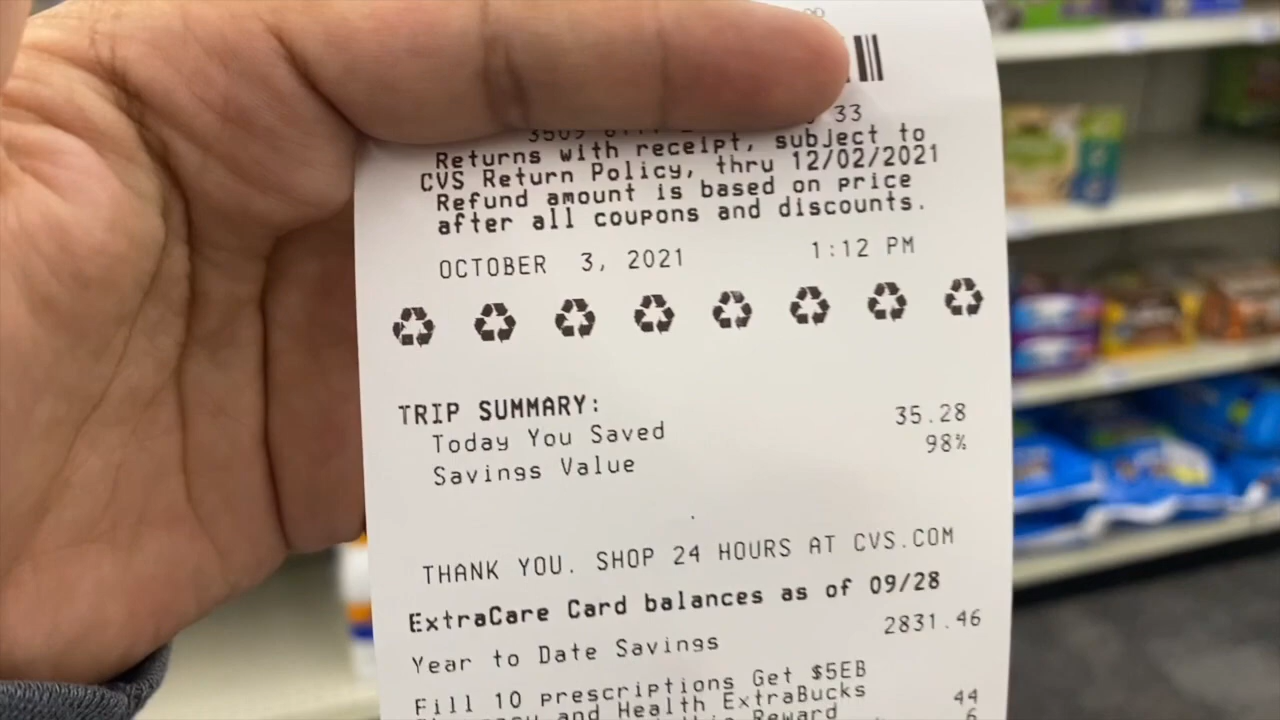 33
Returns with receipt, subject to
CVS Return Policy, thru 12/02/2021
Refund amount is based on price
after all coupons and discounts.
OCTOBER 3, 2021 1:12 PM
TRIP SUMMARY:
Today You Saved 35.28
Savings Value 98%
THANK YOU. SHOP 24 HOURS AT CVS.COM
ExtraCare Card balances as of 09/28
Year to Date Savings 2831.46
Fill 10 prescriptions Get $5EB
and Health ExtraBucks 44
Reward 6